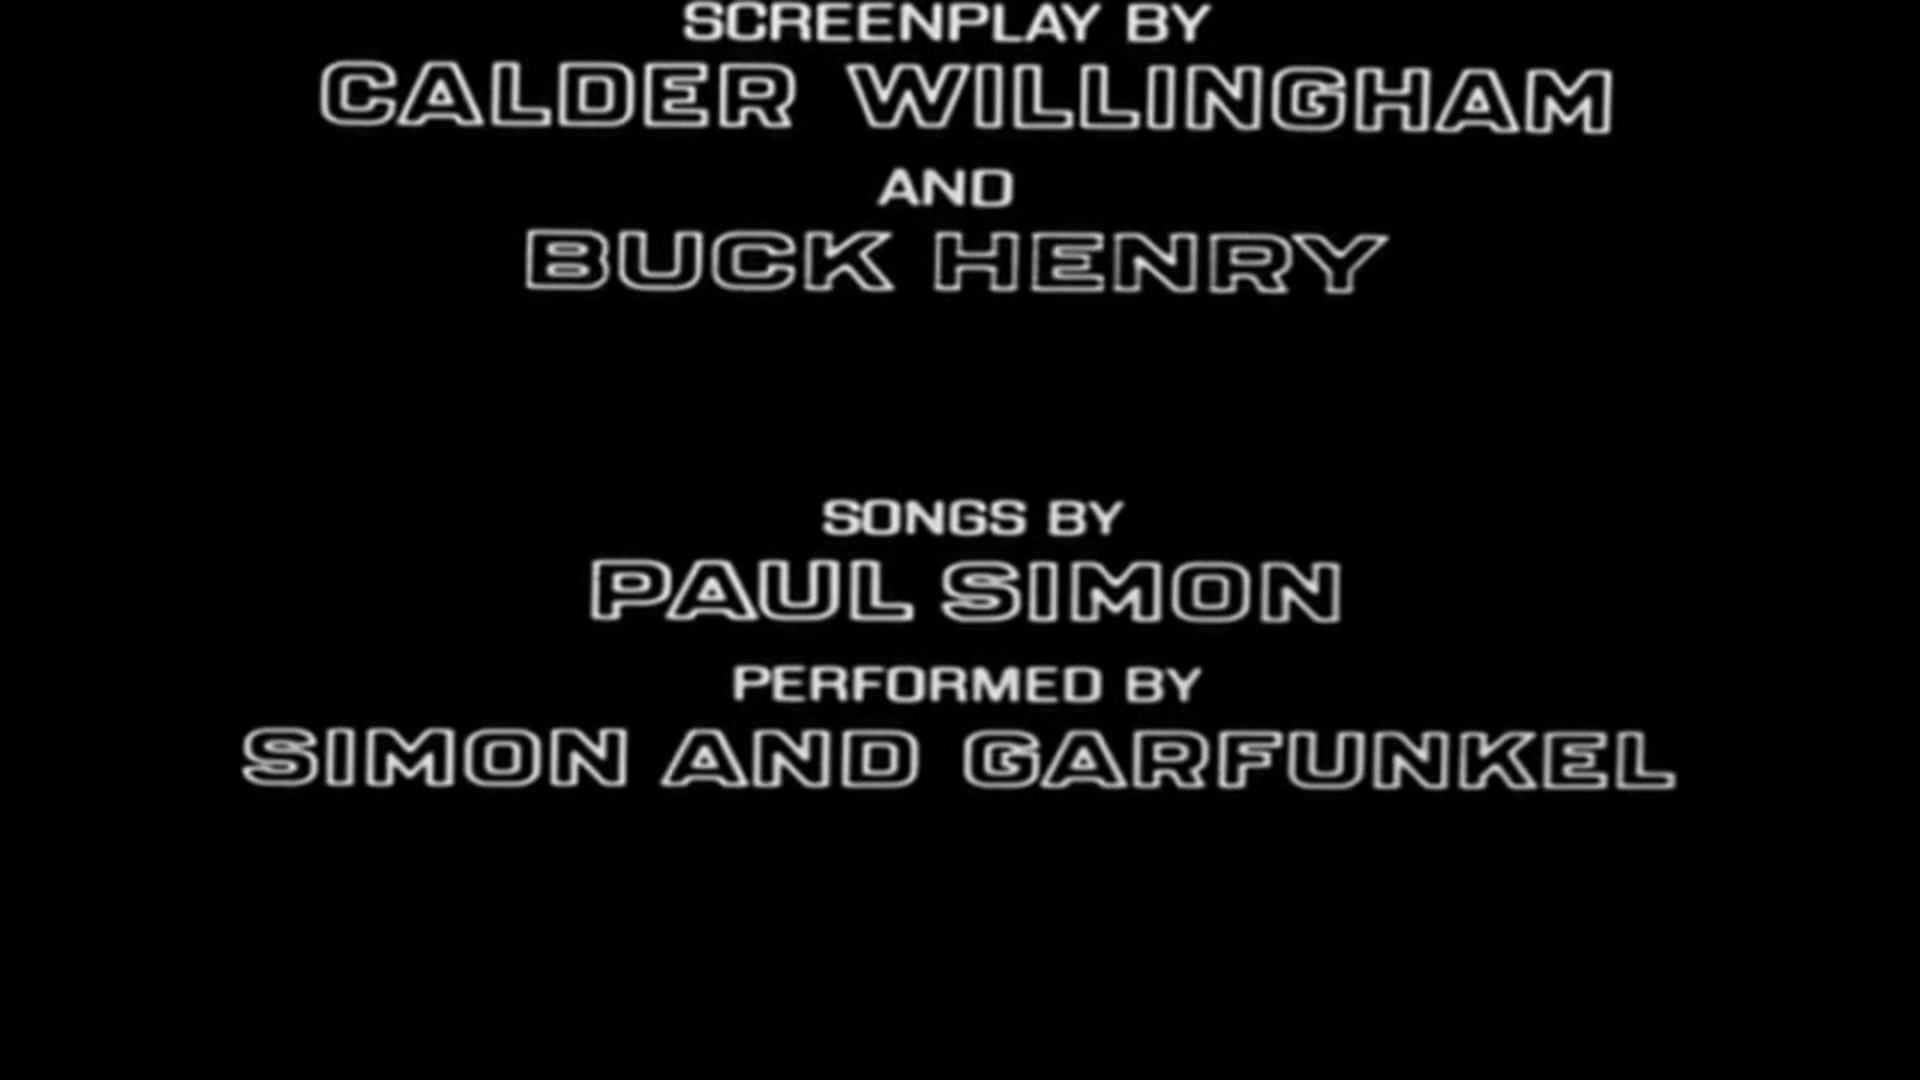 SCREENPLAY BY
CALDER WILLINGHAM
AND
BUCK HENRY
SONGS BY
PAUL SIMON
PERFORMED BY
SIMON AND GARFUNKEL